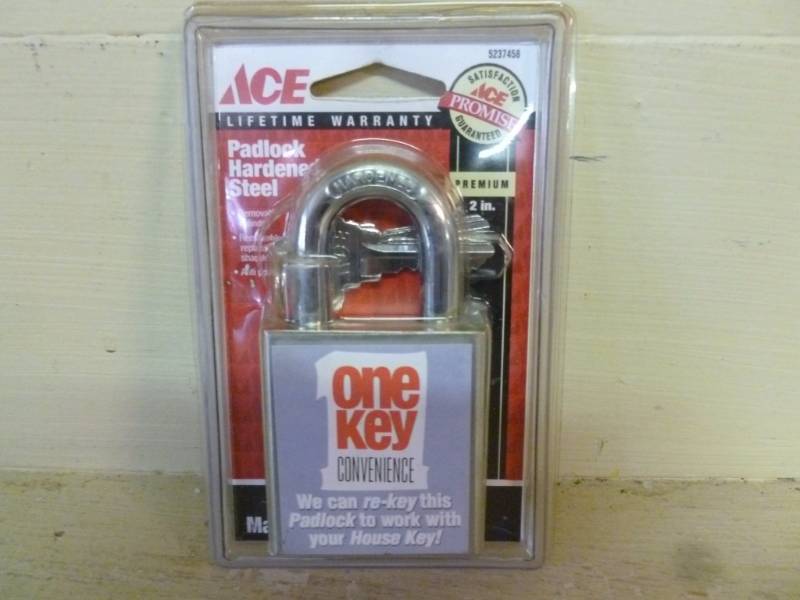 5237458
ACE
LIFETIME WARRANTY
SATISFACTION
ACE
PROMISE
GUARANTEED
Padlock
Hardened
Steel
PREMIUM
2 in.
HARDENED
one
key
CONVENIENCE
We can re-key this
Padlock to work with
your House Key!